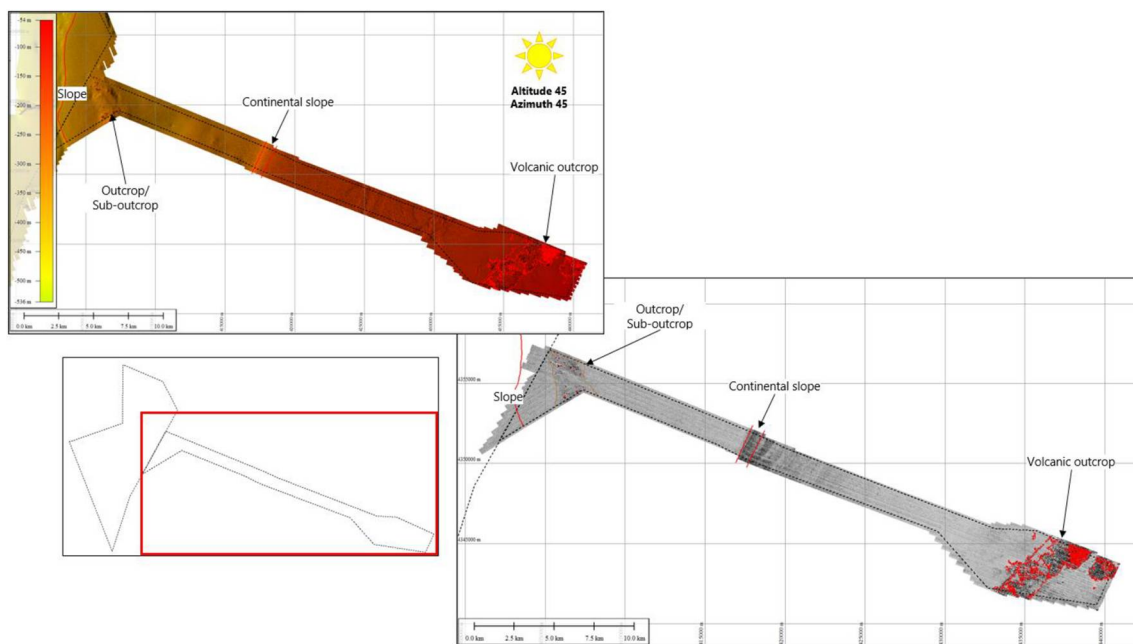 -54 m
-100 m
-150 m
-200 m
-250 m
-300 m
-350 m
-400 m
-450 m
-500 m
-536 m
Altitude 45
Azimuth 45
Slope
Continental slope
Outcrop/
Sub-outcrop
Volcanic outcrop
0.0 km 2.5 km 5.0 km 7.5 km 10.0 km
Outcrop/
Sub-outcrop
Slope
Continental slope
Volcanic outcrop
0.0 km 2.5 km 5.0 km 7.5 km 10.0 km